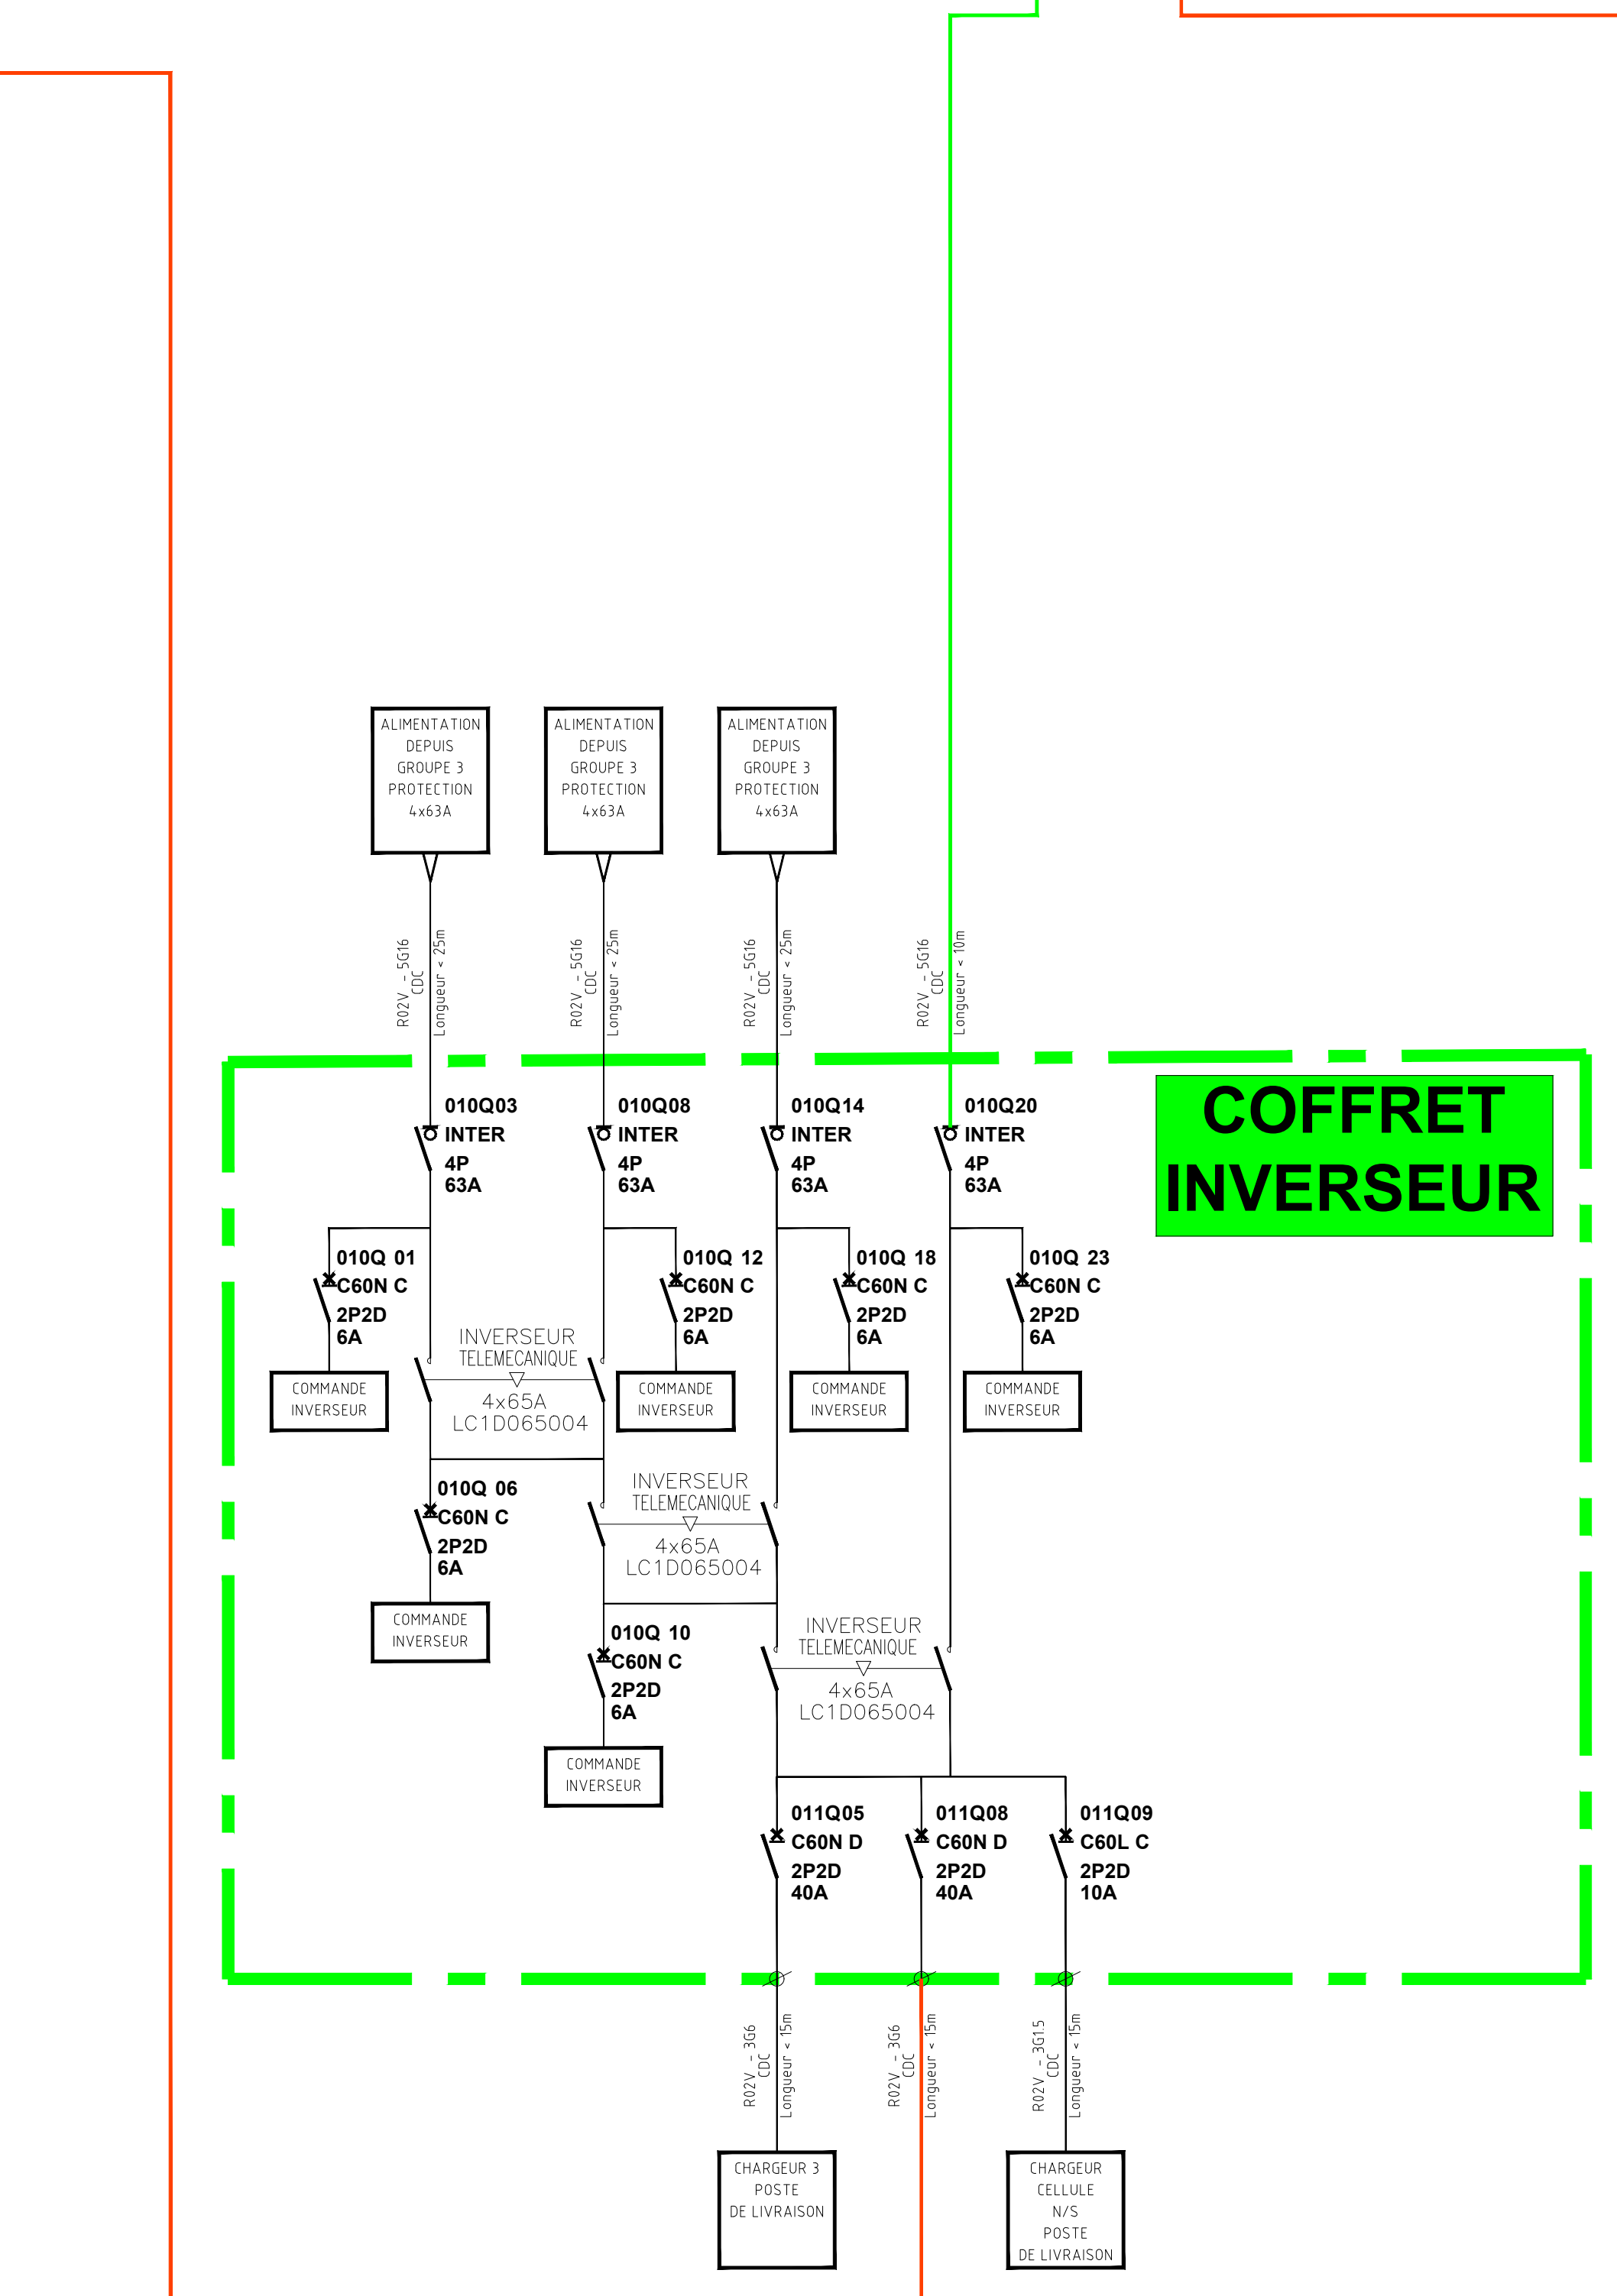 ALIMENTATION
DEPUIS
GROUPE 3
PROTECTION
4x63A
ALIMENTATION
DEPUIS
GROUPE 3
PROTECTION
4x63A
ALIMENTATION
DEPUIS
GROUPE 3
PROTECTION
4x63A
R02V - 5G16
CDC
Longueur < 25m
R02V - 5G16
CDC
Longueur < 25m
R02V - 5G16
CDC
Longueur < 25m
R02V - 5G16
CDC
Longueur < 10m
COFFRET
INVERSEUR
010Q03
INTER
4P
63A
010Q08
INTER
4P
63A
010Q14
INTER
4P
63A
010Q20
INTER
4P
63A
010Q 01
C60N C
2P2D
6A
010Q 12
C60N C
2P2D
6A
010Q 18
C60N C
2P2D
6A
010Q 23
C60N C
2P2D
6A
INVERSEUR
TELEMECANIQUE
4x65A
LC1D065004
COMMANDE
INVERSEUR
COMMANDE
INVERSEUR
COMMANDE
INVERSEUR
COMMANDE
INVERSEUR
010Q 06
C60N C
2P2D
6A
INVERSEUR
TELEMECANIQUE
4x65A
LC1D065004
COMMANDE
INVERSEUR
010Q 10
C60N C
2P2D
6A
INVERSEUR
TELEMECANIQUE
4x65A
LC1D065004
COMMANDE
INVERSEUR
011Q05
C60N D
2P2D
40A
011Q08
C60N D
2P2D
40A
011Q09
C60L C
2P2D
10A
R02V - 3G6
CDC
Longueur < 15m
R02V - 3G6
CDC
Longueur < 15m
R02V - 3G1.5
CDC
Longueur < 15m
CHARGEUR 3
POSTE
DE LIVRAISON
CHARGEUR
CELLULE
N/S
POSTE
DE LIVRAISON